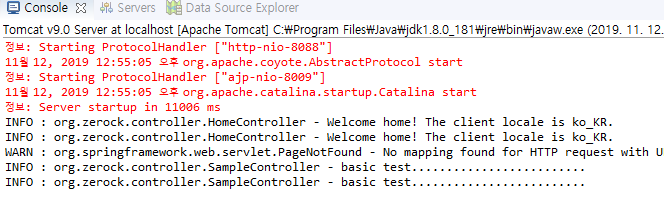 Console Servers Data Source Explorer
Tomcat v9.0 Server at localhost [Apache Tomcat] C:₩Program Files₩Java₩jdk1.8.0_181₩jre₩bin₩javaw.exe (2019. 11. 12.
정보: Starting ProtocolHandler ["http-nio-8088"]
11월 12, 2019 12:55:05 오후 org.apache.coyote.AbstractProtocol start
정보: Starting ProtocolHandler ["ajp-nio-8009"]
11월 12, 2019 12:55:05 오후 org.apache.catalina.startup.Catalina start
정보: Server startup in 11006 ms
INFO : org.zerock.controller.HomeController - Welcome home! The client locale is ko_KR.
INFO : org.zerock.controller.HomeController - Welcome home! The client locale is ko_KR.
WARN : org.springframework.web.servlet.PageNotFound - No mapping found for HTTP request with U
INFO : org.zerock.controller.SampleController - basic test........................
INFO : org.zerock.controller.SampleController - basic test........................